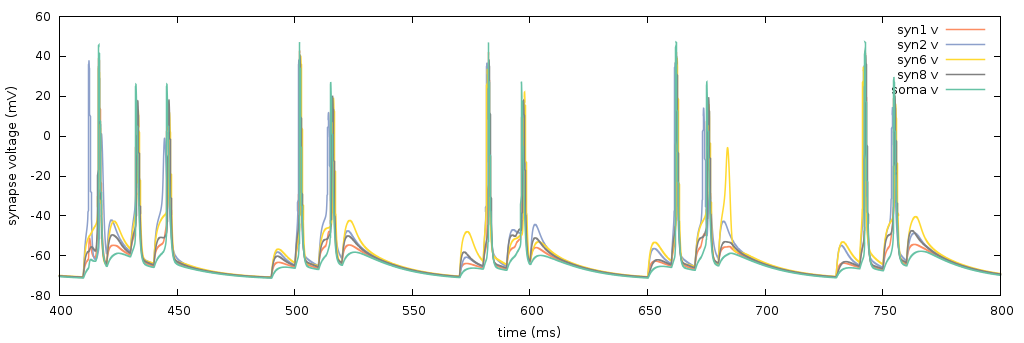 60
40
20
0
-20
-40
-60
-80
synapse voltage (mV)
syn1 v
syn2 v
syn6 v
syn8 v
soma v
400 450 500 550 600 650 700 750 800
time (ms)